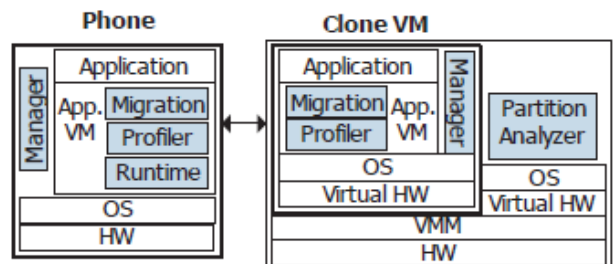 Phone
Manager
Application
App.
VM
Migration
Profiler
Runtime
OS
HW
Clone VM
Application
Migration
Profiler
App.
VM
Manager
OS
Virtual HW
Partition
Analyzer
OS
Virtual HW
VMM
HW